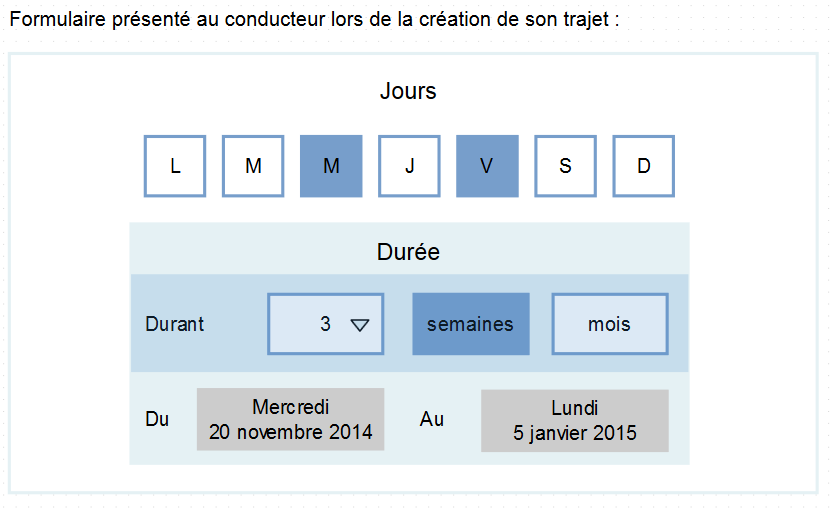 Formulaire présenté au conducteur lors de la création de son trajet :
Jours
L M M J V S D
Durée
Durant 3 semaines mois
Du Mercredi 20 novembre 2014 Au Lundi 5 janvier 2015